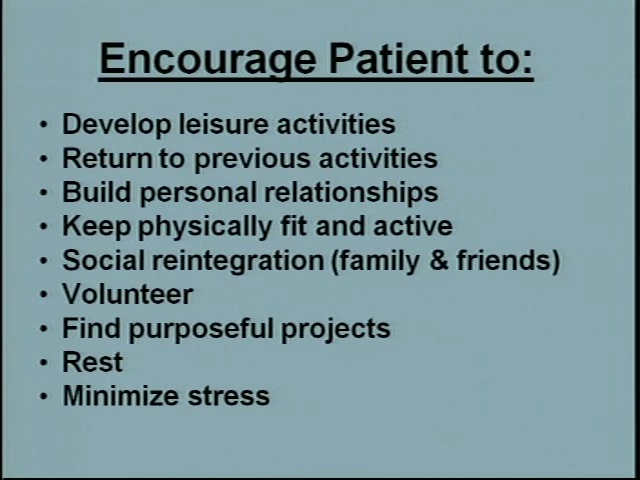 Encourage Patient to:
• Develop leisure activities
• Return to previous activities
• Build personal relationships
• Keep physically fit and active
• Social reintegration (family & friends)
• Volunteer
• Find purposeful projects
• Rest
• Minimize stress